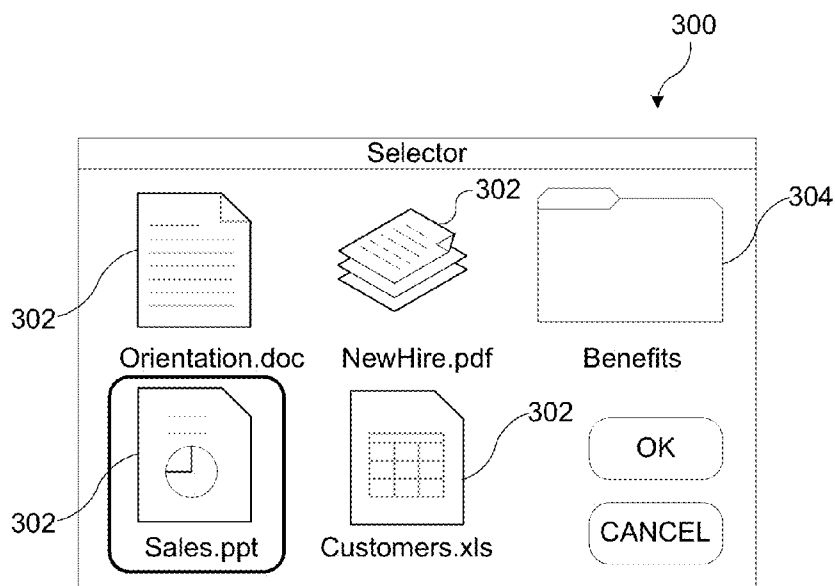 300
Selector
302
304
302
Orientation.doc NewHire.pdf Benefits
302
OK
302
CANCEL
Sales.ppt Customers.xls